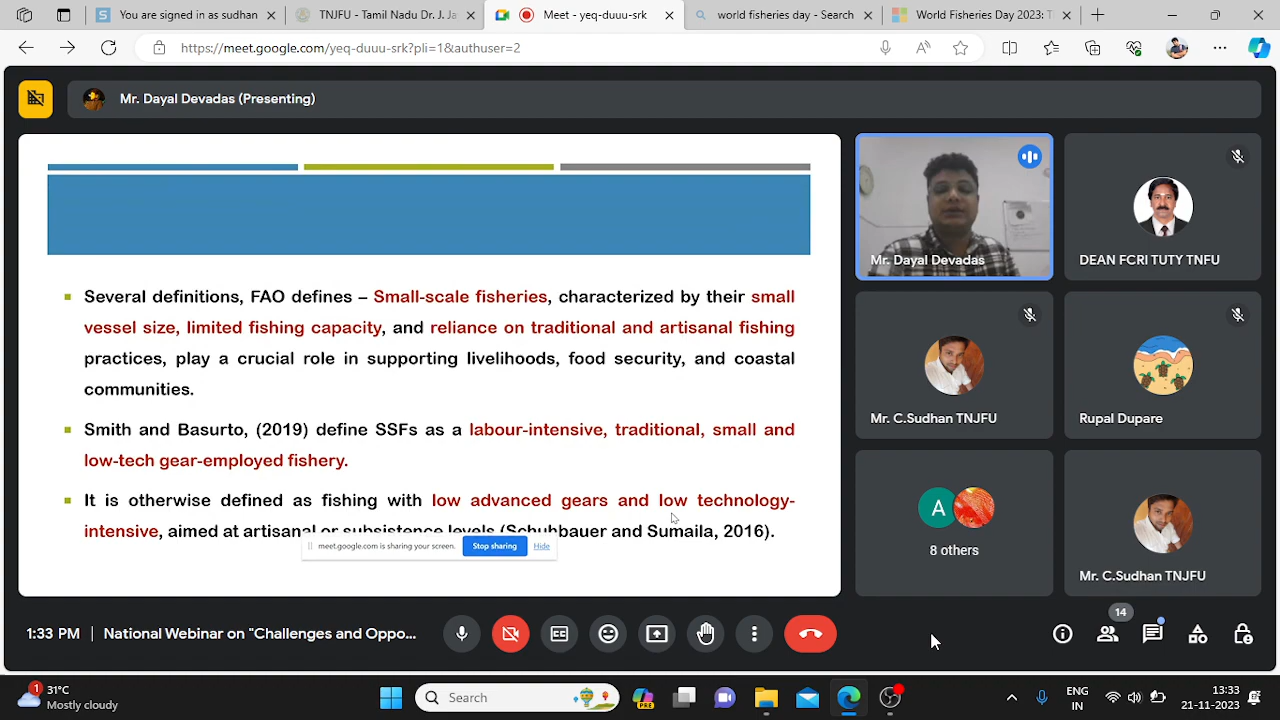 S You are signed in as sudhan
TNJFU - Tamil Nadu Dr. J. Ja
Meet - yeq-duuu-srk
world fisheries day - Search
World Fisheries Day 2023: T
https://meet.google.com/yeq-duuu-srk?pli=1&authuser=2
Mr. Dayal Devadas (Presenting)
Several definitions, FAO defines – Small-scale fisheries, characterized by their small
vessel size, limited fishing capacity, and reliance on traditional and artisanal fishing
practices, play a crucial role in supporting livelihoods, food security, and coastal
communities.
Smith and Basurto, (2019) define SSFs as a labour-intensive, traditional, small and
low-tech gear-employed fishery.
It is otherwise defined as fishing with low advanced gears and low technology-
intensive, aimed at artisanal or subsistence levels (Schuhbauer and Sumaila, 2016).
meet.google.com is sharing your screen. Stop sharing Hide
Mr. Dayal Devadas
DEAN FCRI TUTY TNFU
Mr. C.Sudhan TNJFU
Rupal Dupare
A
8 others
Mr. C.Sudhan TNJFU
1:33 PM | National Webinar on "Challenges and Oppo...
CC
14
1
31°C
Mostly cloudy
Search
PRE
ENG
IN
13:33
21-11-2023